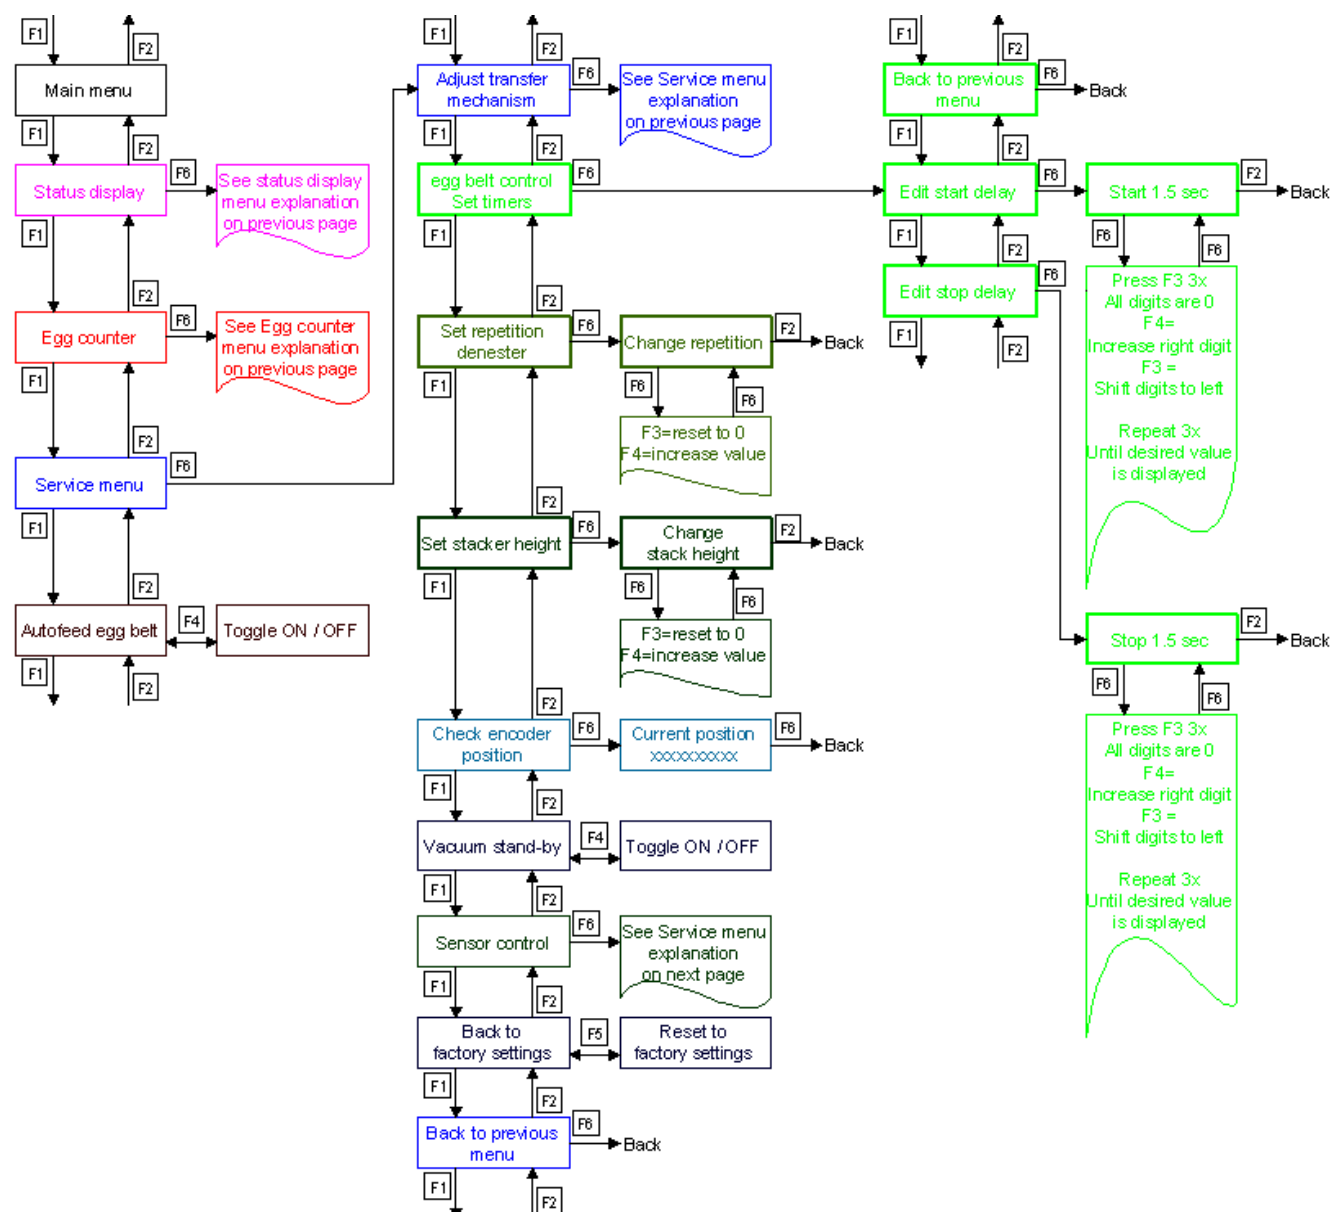 F1
F2
Main menu
F1
F2
Status display
F6
See status display
menu explanation
on previous page
F1
F2
Egg counter
F6
See Egg counter
menu explanation
on previous page
F1
F2
Service menu
F6
F1
F2
Autofeed egg belt
F4
Toggle ON / OFF
F1
F2
F1
F2
Adjust transfer
mechanism
F6
See Service menu
explanation
on previous page
F1
F2
egg belt control
Set timers
F6
F1
F2
Set repetition
denester
F6
Change repetition
F2
Back
F6
F6
F3=reset to 0
F4=increase value
F1
F2
Set stacker height
F6
Change
stack height
F2
Back
F6
F6
F3=reset to 0
F4=increase value
F1
F2
Check encoder
position
F6
Current position
xxxxxxxxxx
F6
Back
F1
F2
Vacuum stand-by
F4
Toggle ON / OFF
F1
F2
Sensor control
F6
See Service menu
explanation
on next page
F1
F2
Back to
factory settings
F5
Reset to
factory settings
F1
F2
Back to previous
menu
F6
Back
F1
F2
F1
F2
Back to previous
menu
F6
Back
F1
F2
Edit start delay
F6
Start 1.5 sec
F2
Back
F6
F6
Press F3 3x
All digits are 0
F4=
Increase right digit
F3 =
Shift digits to left
Repeat 3x
Until desired value
is displayed
F1
F2
Edit stop delay
F6
F1
F2
Stop 1.5 sec
F2
Back
F6
F6
Press F3 3x
All digits are 0
F4=
Increase right digit
F3 =
Shift digits to left
Repeat 3x
Until desired value
is displayed